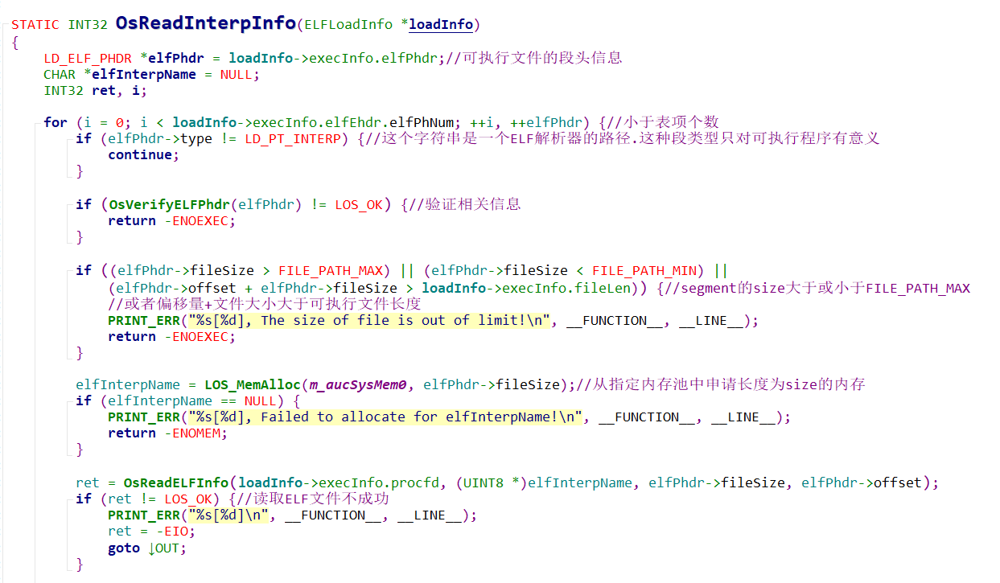 STATIC INT32 OsReadInterpInfo(ELFLoadInfo *loadInfo)
{
    LD_ELF_PHDR *elfPhdr = loadInfo->execInfo.elfPhdr;//可执行文件的段头信息
    CHAR *elfInterpName = NULL;
    INT32 ret, i;

    for (i = 0; i < loadInfo->execInfo.elfEhdr.elfPhNum; ++i, ++elfPhdr) {//小于表项个数
        if (elfPhdr->type != LD_PT_INTERP) {//这个字符串是一个ELF解析器的路径.这种段类型只对可执行程序有意义
            continue;
        }

        if (OsVerifyELFPhdr(elfPhdr) != LOS_OK) {//验证相关信息
            return -ENOEXEC;
        }

        if ((elfPhdr->fileSize > FILE_PATH_MAX) || (elfPhdr->fileSize < FILE_PATH_MIN) ||
            (elfPhdr->offset + elfPhdr->fileSize > loadInfo->execInfo.fileLen)) {//segment的size大于或小于FILE_PATH_MAX
            //或者偏移量+文件大小大于可执行文件长度
            PRINT_ERR("%s[%d], The size of file is out of limit!\n", __FUNCTION__, __LINE__);
            return -ENOEXEC;
        }

        elfInterpName = LOS_MemAlloc(m_aucSysMem0, elfPhdr->fileSize);//从指定内存池中申请长度为size的内存
        if (elfInterpName == NULL) {
            PRINT_ERR("%s[%d], Failed to allocate for elfInterpName!\n", __FUNCTION__, __LINE__);
            return -ENOMEM;
        }

        ret = OsReadELFInfo(loadInfo->execInfo.procfd, (UINT8 *)elfInterpName, elfPhdr->fileSize, elfPhdr->offset);
        if (ret != LOS_OK) {//读取ELF文件不成功
            PRINT_ERR("%s[%d]\n", __FUNCTION__, __LINE__);
            ret = -EIO;
            goto ↓OUT;
        }